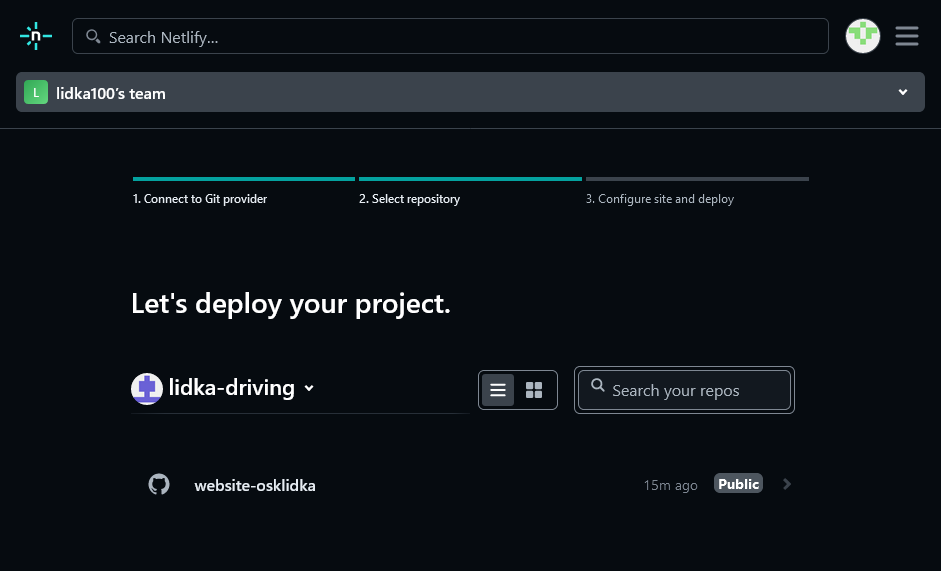 n
Search Netlify...
L
lidka100's team
1. Connect to Git provider
2. Select repository
3. Configure site and deploy
Let's deploy your project.
lidka-driving
Search your repos
website-osklidka
15m ago
Public